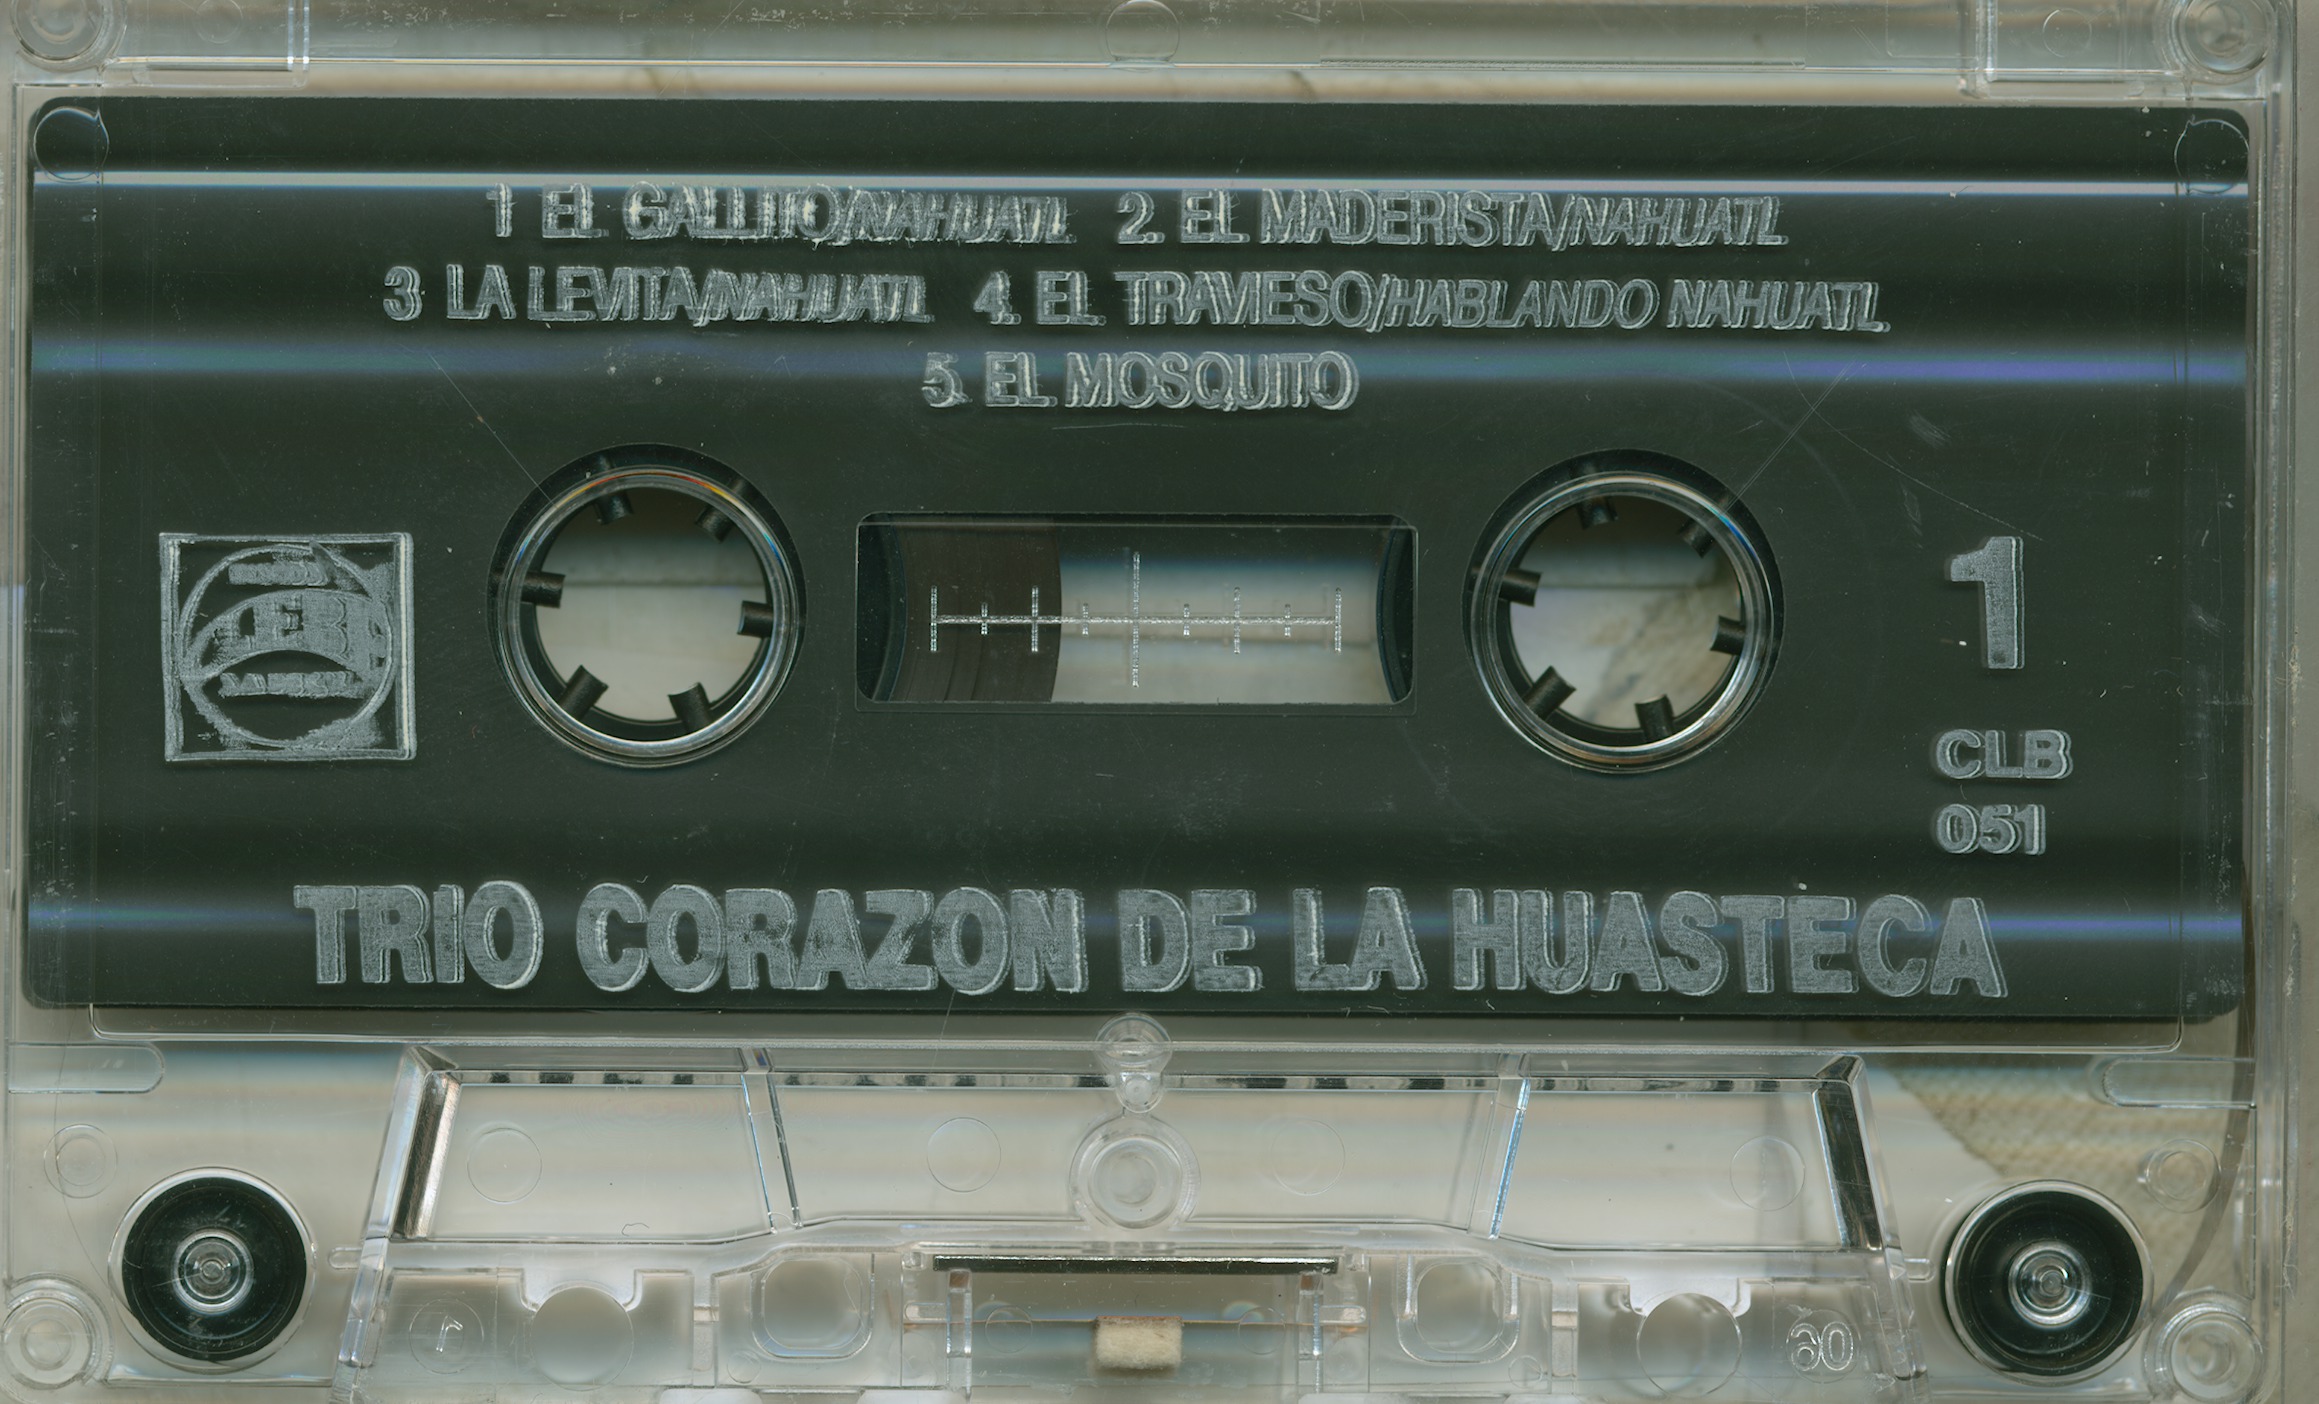 1 EL GALLITO/NAHUATL 2. EL MADERISTA/NAHUATL
3 LA LEVITA/NAHUATL 4. EL TRAVIESO/HABLANDO NAHUATL
5. EL MOSQUITO
1
CLB
051
TRIO CORAZON DE LA HUASTECA
60